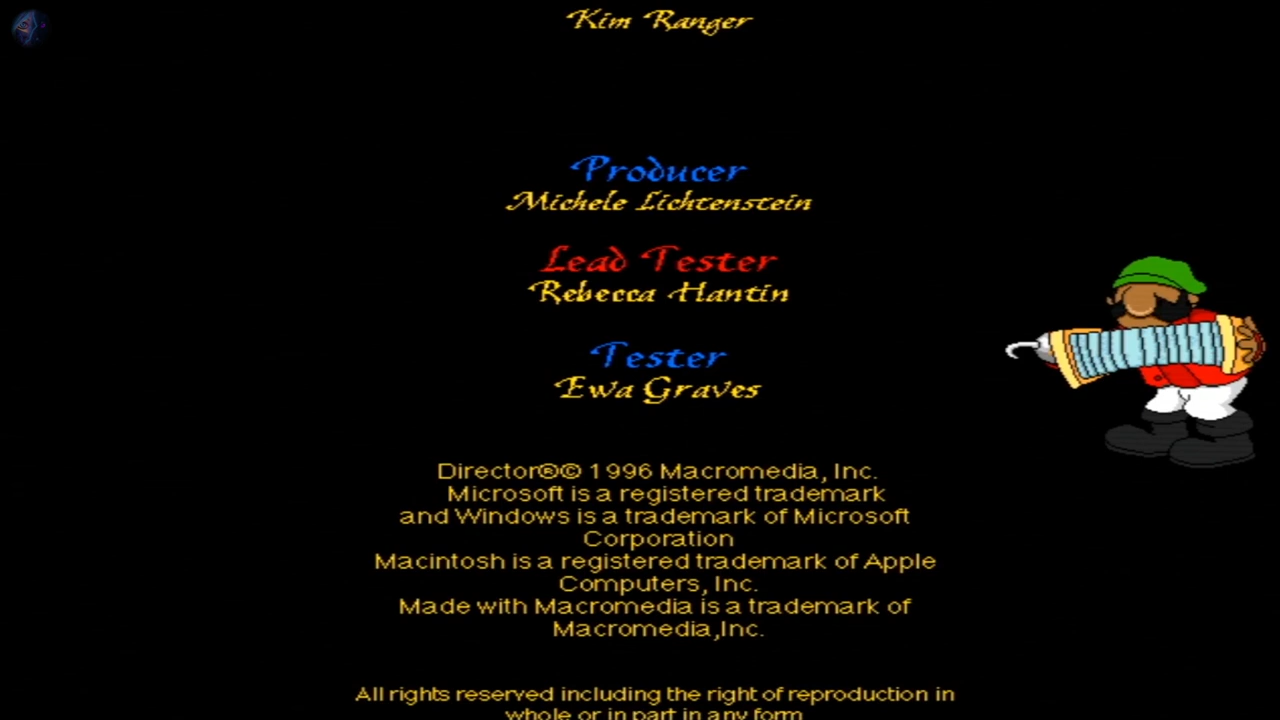 Kim Ranger
Producer
Michele Lichtenstein
Lead Tester
Rebecca Hantin
Tester
Ewa Graves
Director®© 1996 Macromedia, Inc.
Microsoft is a registered trademark
and Windows is a trademark of Microsoft
Corporation
Macintosh is a registered trademark of Apple
Computers, Inc.
Made with Macromedia is a trademark of
Macromedia,Inc.
All rights reserved including the right of reproduction in
whole or in part in any form